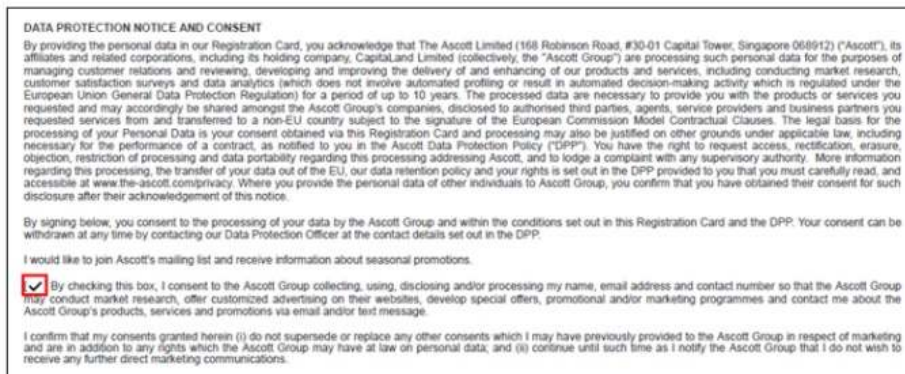 DATA PROTECTION NOTICE AND CONSENT
By providing the personal data in our Registration Card, you acknowledge that The Ascott Limited (168 Robinson Road, #30-01 Capital Tower, Singapore 068912) ("Ascott"), its
affiliates and related corporations, including its holding company, CapitaLand Limited (collectively, the "Ascott Group") are processing such personal data for the purposes of
managing customer relations and reviewing, developing and improving the delivery of and enhancing of our products and services, including conducting market research,
customer satisfaction surveys and data analytics (which does not involve automated profiling or result in automated decision-making activity which is regulated under the
European Union General Data Protection Regulation) for a period of up to 10 years. The processed data are necessary to provide you with the products or services you
requested and may accordingly be shared amongst the Ascott Group's companies, disclosed to authorised third parties, agents, service providers and business partners you
requested services from and transferred to a non-EU country subject to the signature of the European Commission Model Contractual Clauses. The legal basis for the
processing of your Personal Data is your consent obtained via this Registration Card and processing may also be justified on other grounds under applicable law, including
necessary for the performance of a contract, as notified to you in the Ascott Data Protection Policy ("DPP"). You have the right to request access, rectification, erasure,
objection, restriction of processing and data portability regarding this processing addressing Ascott, and to lodge a complaint with any supervisory authority. More information
regarding this processing, the transfer of your data out of the EU, our data retention policy and your rights is set out in the DPP provided to you that you must carefully read, and
accessible at www.the-ascott.com/privacy. Where you provide the personal data of other individuals to Ascott Group, you confirm that you have obtained their consent for such
disclosure after their acknowledgement of this notice.
By signing below, you consent to the processing of your data by the Ascott Group and within the conditions set out in this Registration Card and the DPP. Your consent can be
withdrawn at any time by contacting our Data Protection Officer at the contact details set out in the DPP.
I would like to join Ascott's mailing list and receive information about seasonal promotions.
By checking this box, I consent to the Ascott Group collecting, using, disclosing and/or processing my name, email address and contact number so that the Ascott Group
may conduct market research, offer customized advertising on their websites, develop special offers, promotional and/or marketing programmes and contact me about the
Ascott Group's products, services and promotions via email and/or text message.
I confirm that my consents granted herein (i) do not supersede or replace any other consents which I may have previously provided to the Ascott Group in respect of marketing
and are in addition to any rights which the Ascott Group may have at law on personal data; and (ii) continue until such time as I notify the Ascott Group that I do not wish to
receive any further direct marketing communications.